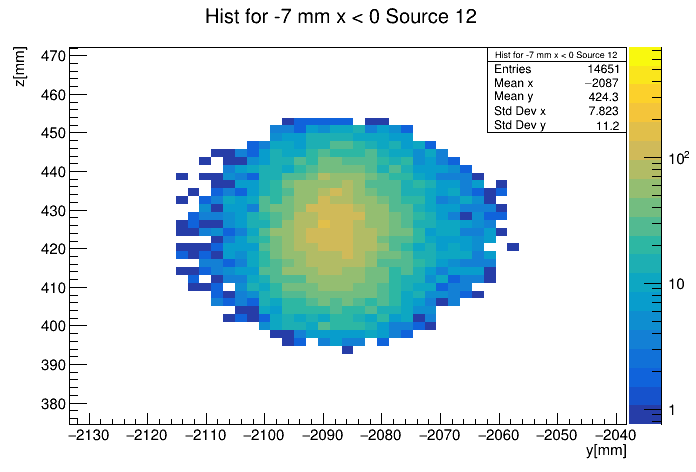 Hist for -7 mm x < 0 Source 12
z[mm]
470
460
450
440
430
420
410
400
390
380
Hist for -7 mm x < 0 Source 12
Entries 14651
Mean x −2087
Mean y 424.3
Std Dev x 7.823
Std Dev y 11.2
10²
10
1
−2130 −2120 −2110 −2100 −2090 −2080 −2070 −2060 −2050 −2040
y[mm]